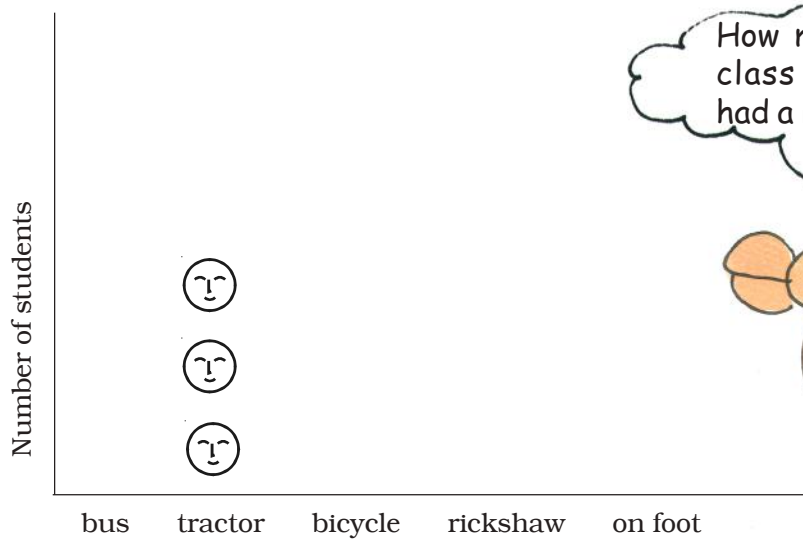 How
class
had a
Number of students
bus tractor bicycle rickshaw on foot